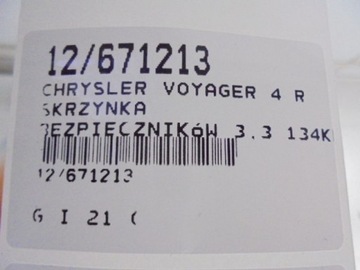 12/671213
CHRYSLER VOYAGER 4 R
SKRZYNKA
BEZPIECZNIKóW 3.3 134K
12/671213
G I 21 (